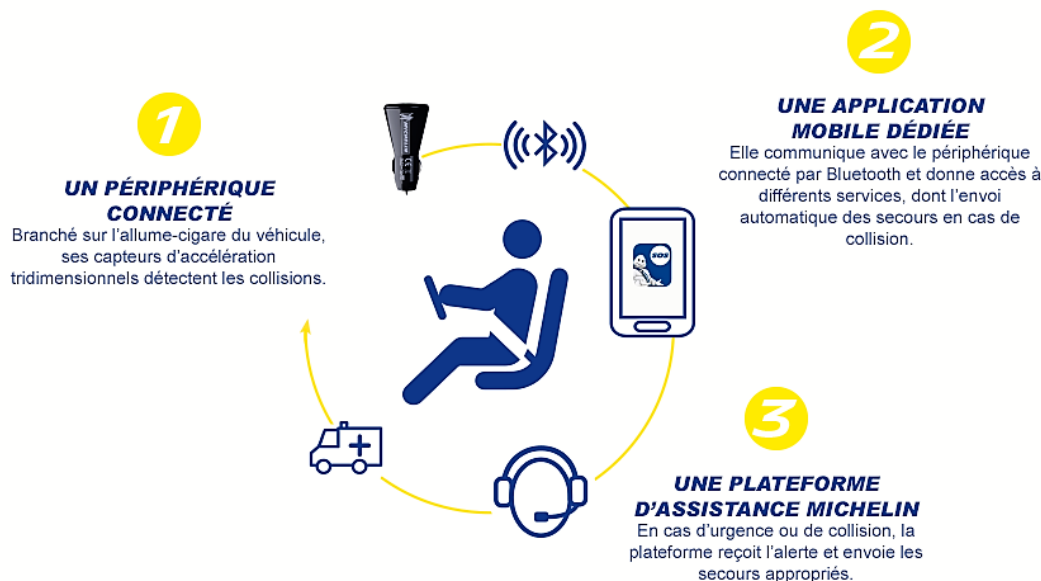 1
UN PÉRIPHÉRIQUE
CONNECTÉ
Branché sur l'allume-cigare du véhicule,
ses capteurs d'accélération
tridimensionnels détectent les collisions.
2
UNE APPLICATION
MOBILE DÉDIÉE
Elle communique avec le périphérique
connecté par Bluetooth et donne accès à
différents services, dont l'envoi
automatique des secours en cas de
collision.
MICHELIN
SOS
3
UNE PLATEFORME
D'ASSISTANCE MICHELIN
En cas d'urgence ou de collision, la
plateforme reçoit l'alerte et envoie les
secours appropriés.